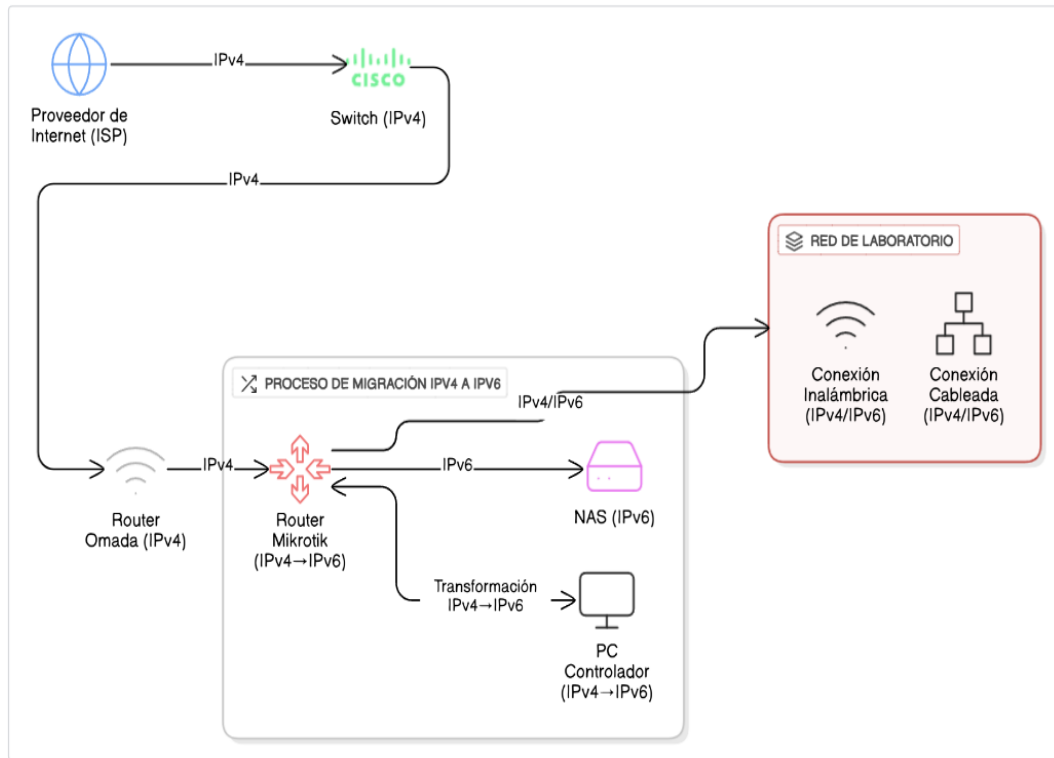 IPv4
CISCO
Proveedor de
Internet (ISP)
Switch (IPv4)
IPv4
RED DE LABORATORIO
Conexión
Inalámbrica
(IPv4/IPv6)
Conexión
Cableada
(IPv4/IPv6)
PROCESO DE MIGRACIÓN IPV4 A IPV6
IPv4/IPv6
IPv4
IPv6
Router
Omada (IPv4)
Router
Mikrotik
(IPv4→IPv6)
NAS (IPv6)
Transformación
IPv4→IPv6
PC
Controlador
(IPv4→IPv6)